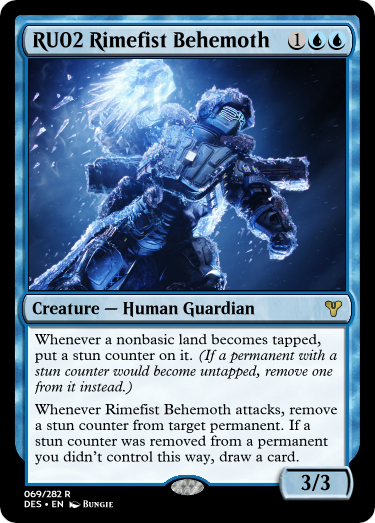 RU02 Rimefist Behemoth 1
Creature — Human Guardian
Whenever a nonbasic land becomes tapped,
put a stun counter on it. (If a permanent with a
stun counter would become untapped, remove one
from it instead.)
Whenever Rimefist Behemoth attacks, remove
a stun counter from target permanent. If a
stun counter was removed from a permanent
you didn't control this way, draw a card.
3/3
069/282 R
DES • EN Bungie